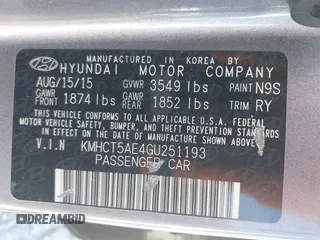 MANUFACTURED IN KOREA BY
HYUNDAI MOTOR COMPANY
AUG/15/15 GVWR 3549 lbs PAINT N9S
GAWR FRONT 1874 lbs GAWR REAR 1852 lbs TRIM RY
THIS VEHICLE CONFORMS TO ALL APPLICABLE U.S. FEDERAL MOTOR
VEHICLE SAFETY, BUMPER, AND THEFT PREVENTION STANDARDS
IN EFFECT ON THE DATE OF MANUFACTURE SHOWN ABOVE.
V.I.N KMHCT5AE4GU251193
PASSENGER CAR
DREAMBID
DREAMBID.COM